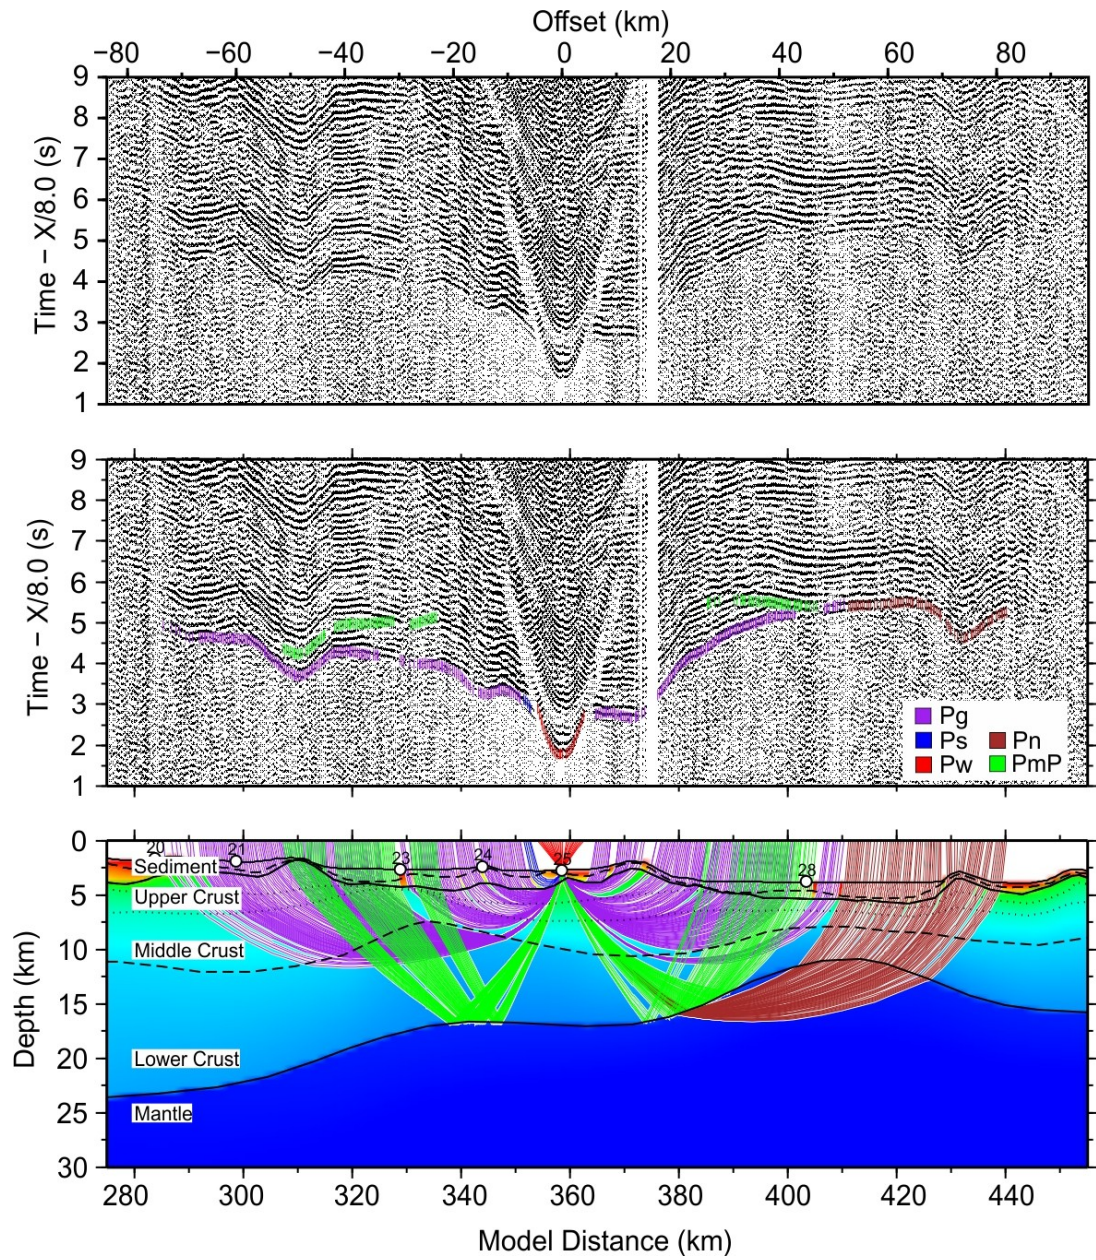 Offset (km)
−80 −60 −40 −20 0 20 40 60 80
9
8
7
6
5
4
3
2
1
Time − X/8.0 (s)
9
8
7
6
5
4
3
2
1
Time − X/8.0 (s)
Pg
Ps Pn
Pw PmP
0
5
10
15
20
25
30
Depth (km)
20 21 23 24 25 28
Sediment
Upper Crust
Middle Crust
Lower Crust
Mantle
280 300 320 340 360 380 400 420 440
Model Distance (km)